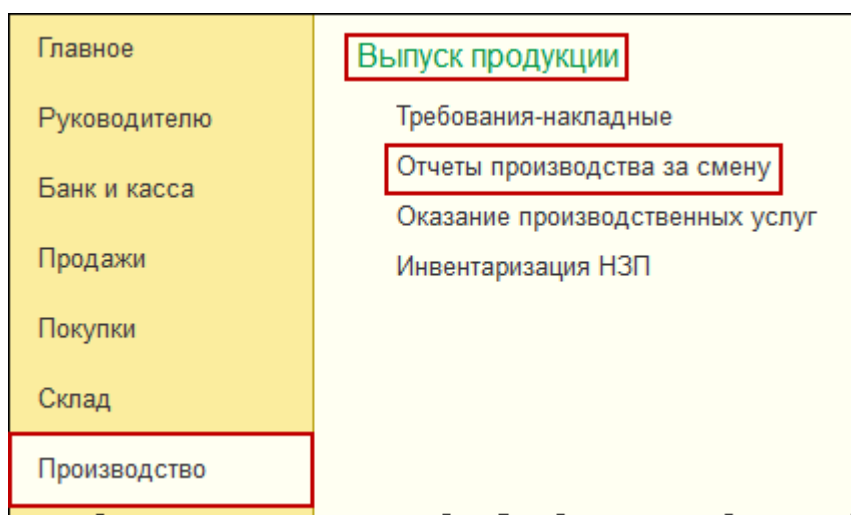 Главное
Руководителю
Банк и касса
Продажи
Покупки
Склад
Производство
Выпуск продукции
Требования-накладные
Отчеты производства за смену
Оказание производственных услуг
Инвентаризация НЗП